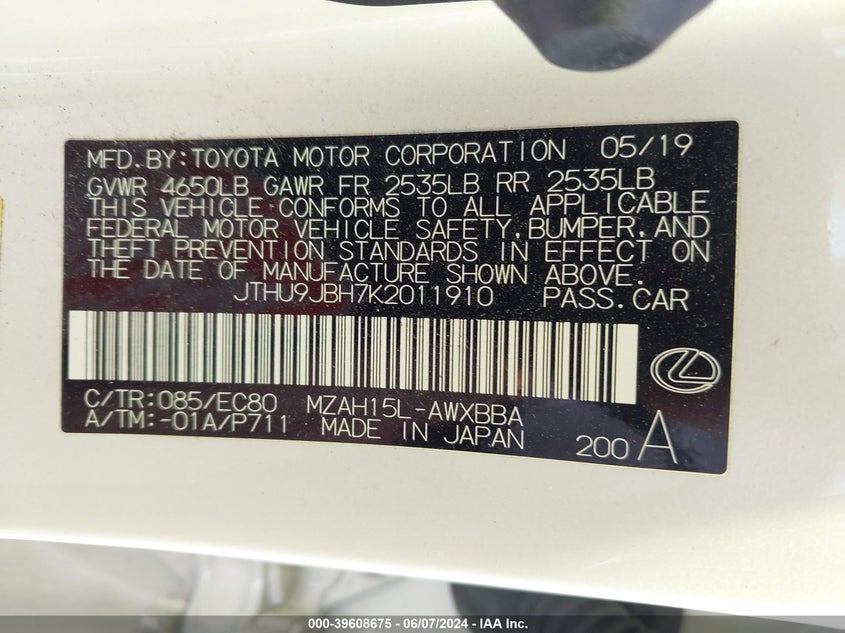 MFD.BY:TOYOTA MOTOR CORPORATION 05/19
GVWR 4650LB GAWR FR 2535LB RR 2535LB
THIS VEHICLE CONFORMS TO ALL APPLICABLE
FEDERAL MOTOR VEHICLE SAFETY,BUMPER,AND
THEFT PREVENTION STANDARDS IN EFFECT ON
THE DATE OF MANUFACTURE SHOWN ABOVE.
JTHU9JBH7K2011910 PASS.CAR
C/TR:085/EC80 MZAH15L-AWXBBA
A/TM:-01A/P711 MADE IN JAPAN 200 A
000-39608675 - 06/07/2024 - IAA Inc.